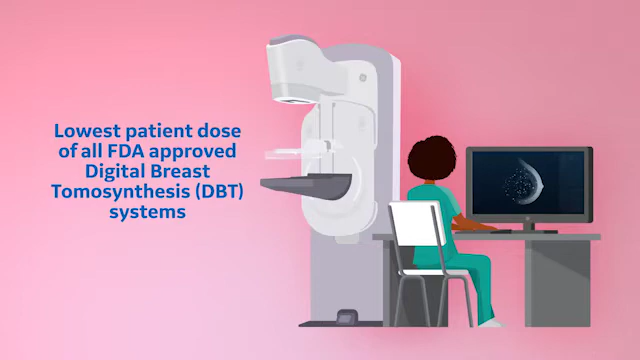 Lowest patient dose
of all FDA approved
Digital Breast
Tomosynthesis (DBT)
systems